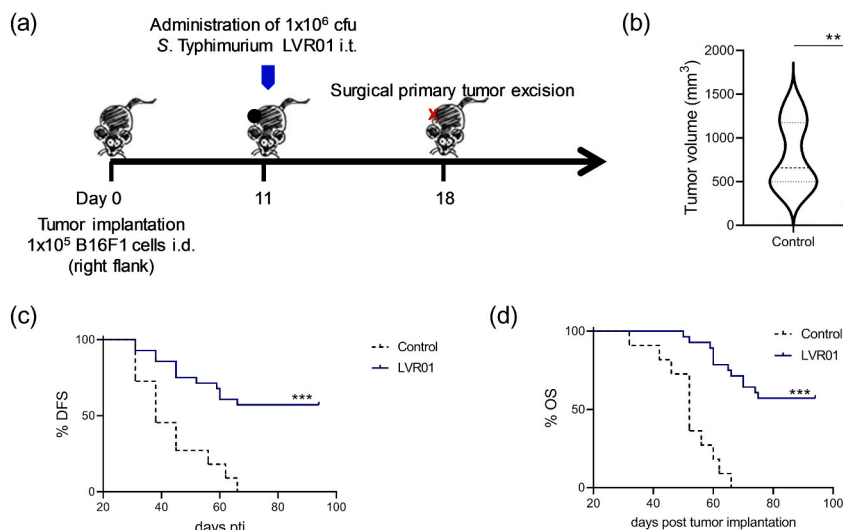 (a)
Administration of 1x10⁶ cfu
S. Typhimurium LVR01 i.t.
Surgical primary tumor excision
x
Day 0
11
18
Tumor implantation
1x10⁵ B16F1 cells i.d.
(right flank)
(b)
**
2000
1500
1000
500
0
Tumor volume (mm³)
Control
(c)
100
50
0
% DFS
Control
LVR01
***
20
40
60
80
100
days pti
(d)
100
50
0
% OS
Control
LVR01
***
20
40
60
80
100
days post tumor implantation